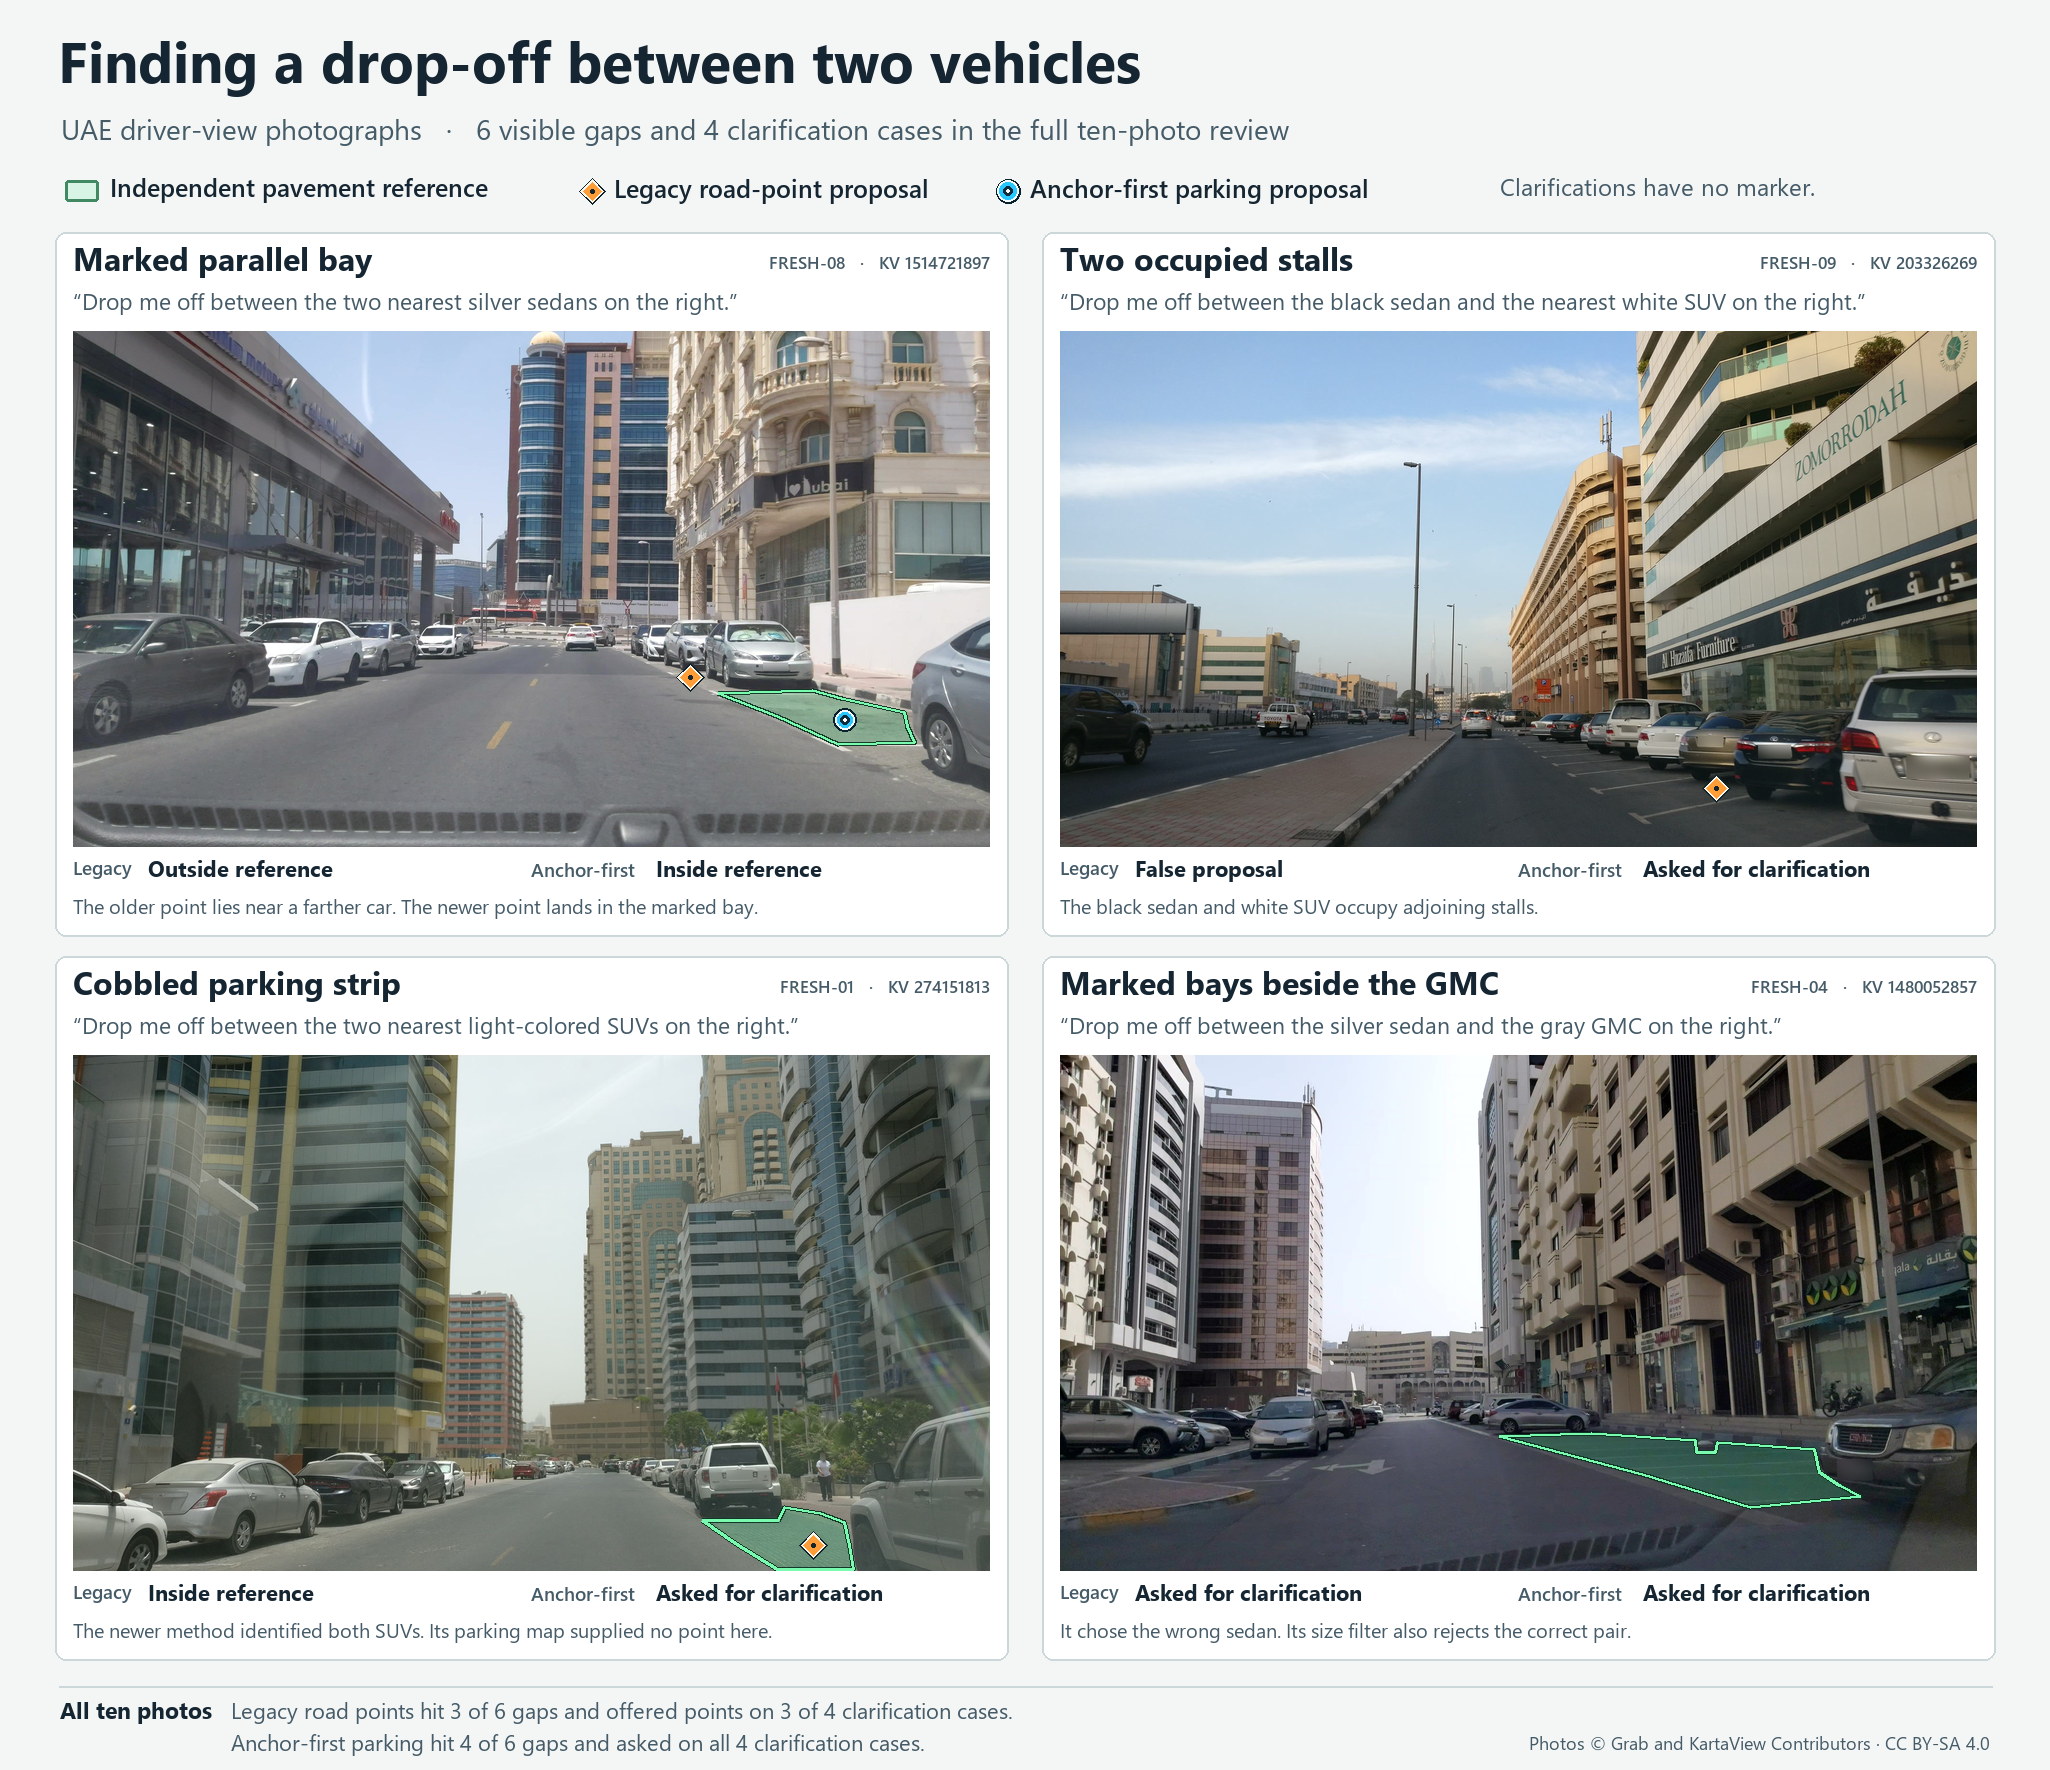 Finding a drop-off between two vehicles
UAE driver-view photographs · 6 visible gaps and 4 clarification cases in the full ten-photo review
Independent pavement reference
Legacy road-point proposal
Anchor-first parking proposal
Clarifications have no marker.
Marked parallel bay
FRESH-08 · KV 1514721897
“Drop me off between the two nearest silver sedans on the right.”
Legacy Outside reference
Anchor-first Inside reference
The older point lies near a farther car. The newer point lands in the marked bay.
Two occupied stalls
FRESH-09 · KV 203326269
“Drop me off between the black sedan and the nearest white SUV on the right.”
ZOMORRODAH
Al Huzaifa Furniture
Legacy False proposal
Anchor-first Asked for clarification
The black sedan and white SUV occupy adjoining stalls.
Cobbled parking strip
FRESH-01 · KV 274151813
“Drop me off between the two nearest light-colored SUVs on the right.”
Legacy Inside reference
Anchor-first Asked for clarification
The newer method identified both SUVs. Its parking map supplied no point here.
Marked bays beside the GMC
FRESH-04 · KV 1480052857
“Drop me off between the silver sedan and the gray GMC on the right.”
Legacy Asked for clarification
Anchor-first Asked for clarification
It chose the wrong sedan. Its size filter also rejects the correct pair.
All ten photos
Legacy road points hit 3 of 6 gaps and offered points on 3 of 4 clarification cases.
Anchor-first parking hit 4 of 6 gaps and asked on all 4 clarification cases.
Photos © Grab and KartaView Contributors · CC BY-SA 4.0